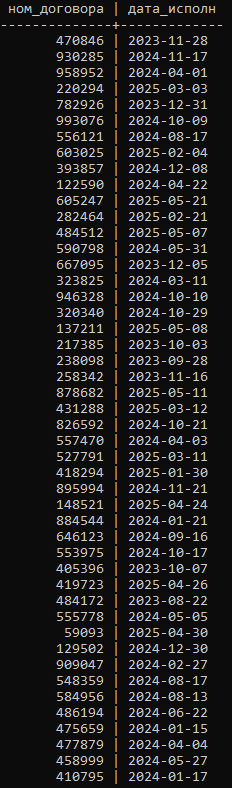 ном_договора | дата_исполн
--------------+-------------
470846 | 2023-11-28
930285 | 2024-11-17
958952 | 2024-04-01
220294 | 2025-03-03
782926 | 2023-12-31
993076 | 2024-10-09
556121 | 2024-08-17
603025 | 2025-02-04
393857 | 2024-12-08
122590 | 2024-04-22
605247 | 2025-05-21
282464 | 2025-02-21
484512 | 2025-05-07
590798 | 2024-05-31
667095 | 2023-12-05
323825 | 2024-03-11
946328 | 2024-10-10
320340 | 2024-10-29
137211 | 2025-05-08
217385 | 2023-10-03
238098 | 2023-09-28
258342 | 2023-11-16
878682 | 2025-05-11
431288 | 2025-03-12
826592 | 2024-10-21
557470 | 2024-04-03
527791 | 2025-03-11
418294 | 2025-01-30
895994 | 2024-11-21
148521 | 2025-04-24
884544 | 2024-01-21
646123 | 2024-09-16
553975 | 2024-10-17
405396 | 2023-10-07
419723 | 2025-04-26
484172 | 2023-08-22
555778 | 2024-05-05
59093 | 2025-04-30
129502 | 2024-12-30
909047 | 2024-02-27
548359 | 2024-08-17
584956 | 2024-08-13
486194 | 2024-06-22
475659 | 2024-01-15
477879 | 2024-04-04
458999 | 2024-05-27
410795 | 2024-01-17